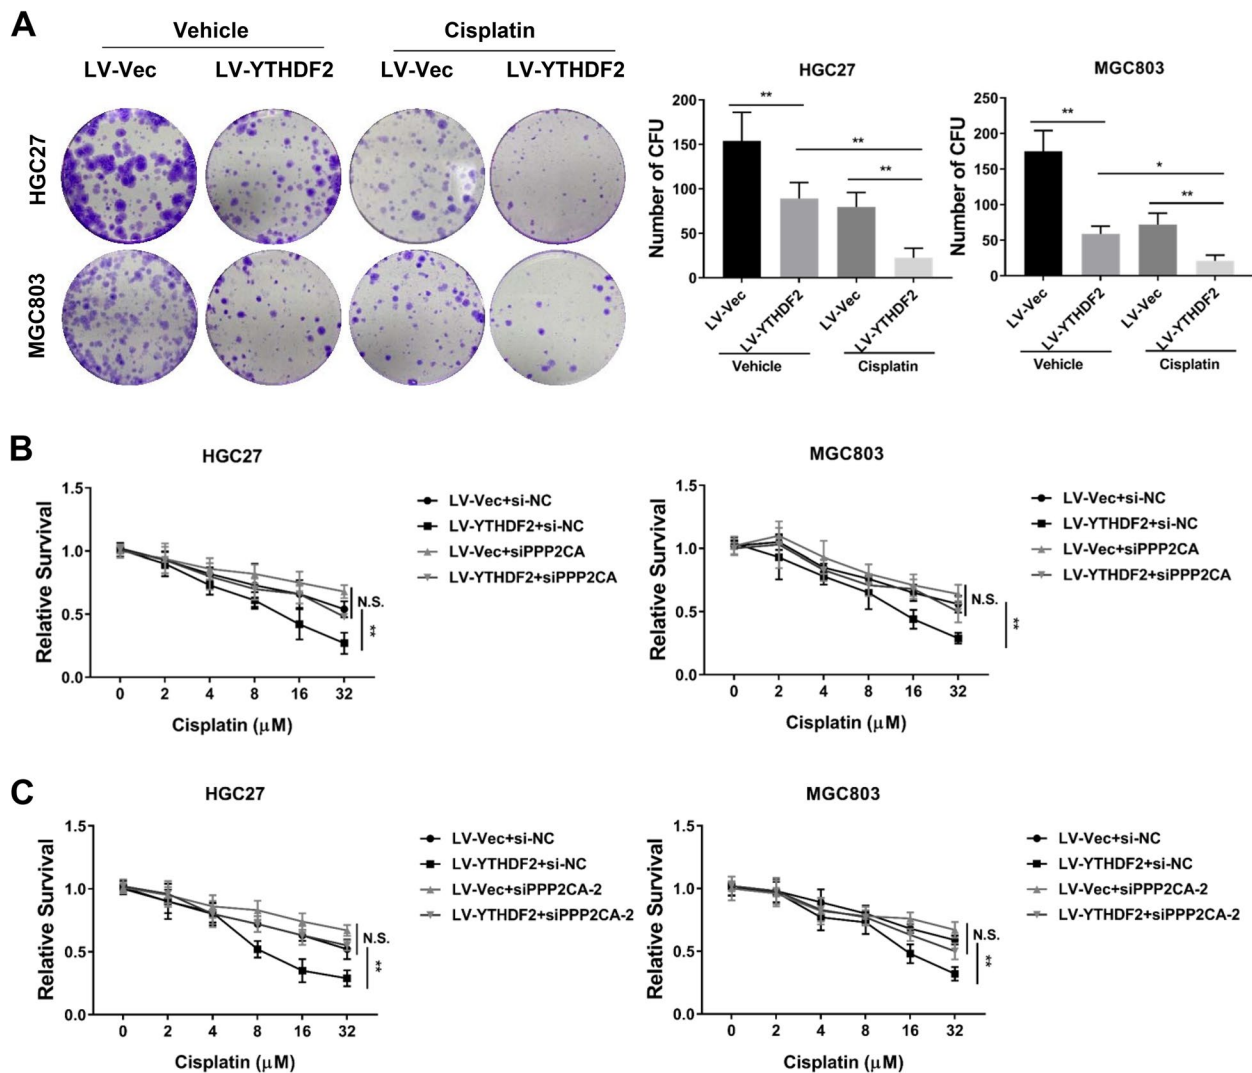 A
Vehicle
Cisplatin
LV-Vec LV-YTHDF2 LV-Vec LV-YTHDF2
HGC27
MGC803
HGC27
Number of CFU
200
150
100
50
0
**
**
**
LV-Vec
LV-YTHDF2
LV-Vec
LV-YTHDF2
Vehicle
Cisplatin
MGC803
Number of CFU
250
200
150
100
50
0
**
*
**
LV-Vec
LV-YTHDF2
LV-Vec
LV-YTHDF2
Vehicle
Cisplatin
B
HGC27
Relative Survival
1.5
1.0
0.5
0.0
0 2 4 8 16 32
Cisplatin (μM)
LV-Vec+si-NC
LV-YTHDF2+si-NC
LV-Vec+siPPP2CA
LV-YTHDF2+siPPP2CA
N.S.
**
MGC803
Relative Survival
1.5
1.0
0.5
0.0
0 2 4 8 16 32
Cisplatin (μM)
LV-Vec+si-NC
LV-YTHDF2+si-NC
LV-Vec+siPPP2CA
LV-YTHDF2+siPPP2CA
N.S.
**
C
HGC27
Relative Survival
1.5
1.0
0.5
0.0
0 2 4 8 16 32
Cisplatin (μM)
LV-Vec+si-NC
LV-YTHDF2+si-NC
LV-Vec+siPPP2CA-2
LV-YTHDF2+siPPP2CA-2
N.S.
**
MGC803
Relative Survival
1.5
1.0
0.5
0.0
0 2 4 8 16 32
Cisplatin (μM)
LV-Vec+si-NC
LV-YTHDF2+si-NC
LV-Vec+siPPP2CA-2
LV-YTHDF2+siPPP2CA-2
N.S.
**